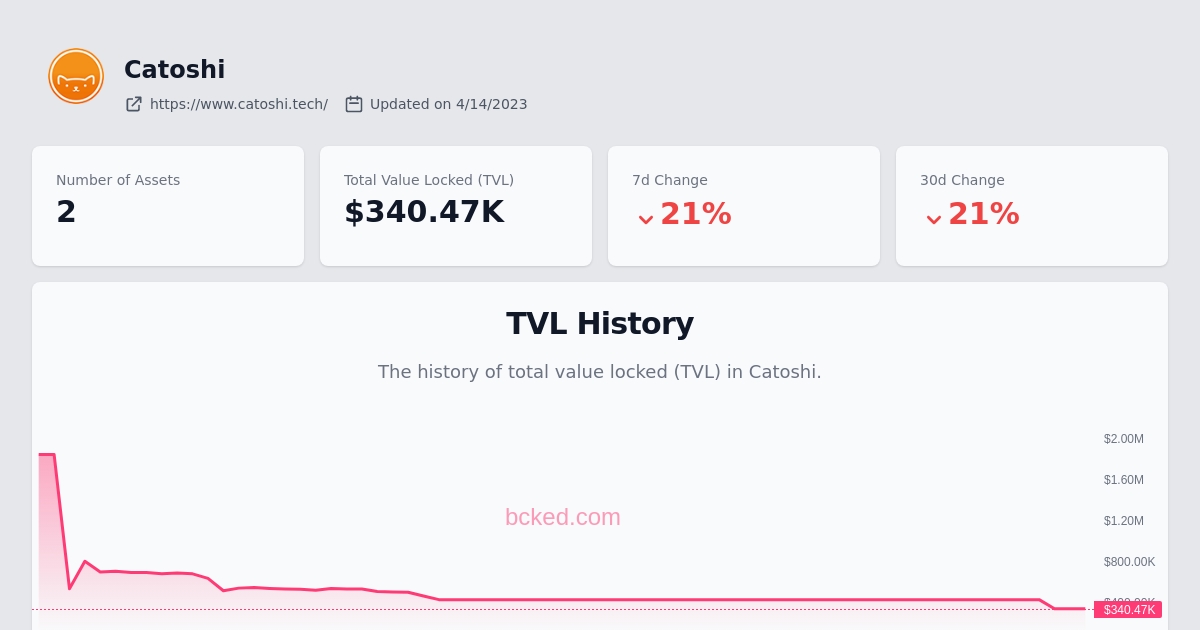 Catoshi
https://www.catoshi.tech/ Updated on 4/14/2023
Number of Assets
2
Total Value Locked (TVL)
$340.47K
7d Change
21%
30d Change
21%
TVL History
The history of total value locked (TVL) in Catoshi.
$2.00M
$1.60M
bcked.com
$1.20M
$800.00K
$400.00K
$340.47K